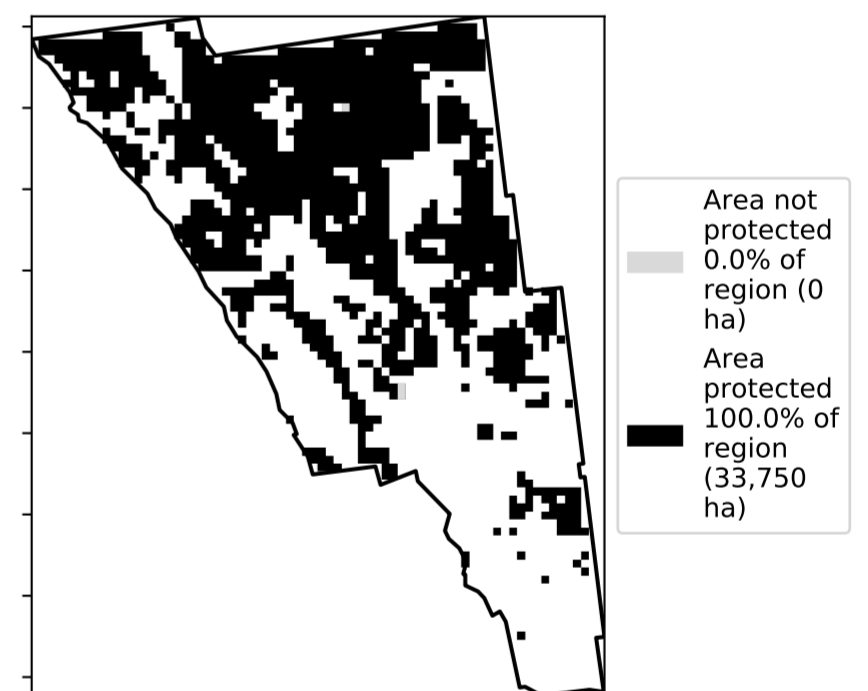 Area not
protected
0.0% of
region (0
ha)
Area
protected
100.0% of
region
(33,750
ha)